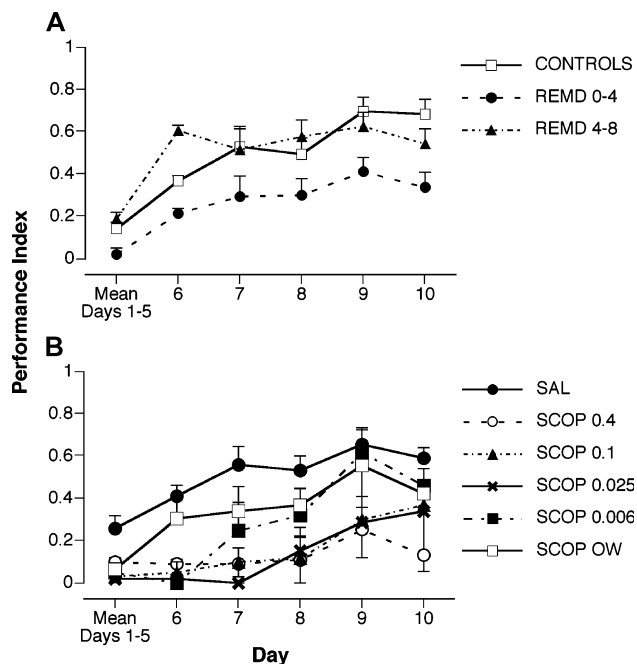 A
1
0.8
0.6
0.4
0.2
0
Mean
Days 1-5
6
7
8
9
10
CONTROLS
REMD 0-4
REMD 4-8
Performance Index
B
1
0.8
0.6
0.4
0.2
0
Mean
Days 1-5
6
7
8
9
10
Day
SAL
SCOP 0.4
SCOP 0.1
SCOP 0.025
SCOP 0.006
SCOP OW